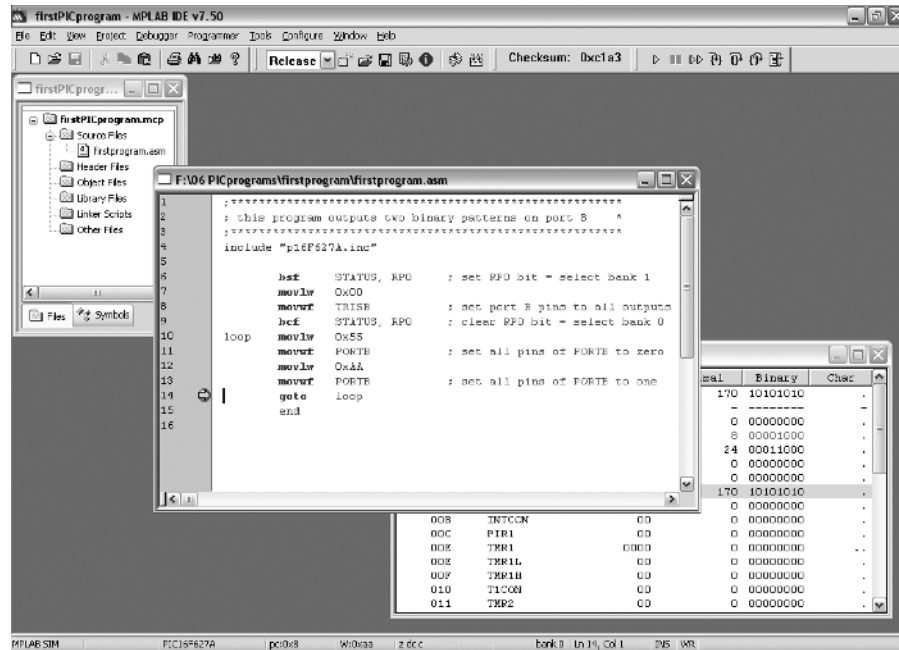 firstPICprogram - MPLAB IDE v7.50
File Edit View Project Debugger Programmer Tools Configure Window Help
Release Checksum: 0xc1a3
firstPICprogr...
firstPICprogram.mcp
Source Files
firstprogram.asm
Header Files
Object Files
Library Files
Linker Scripts
Other Files
Files Symbols
F:\06 PICprograms\firstprogram\firstprogram.asm
1 ;********************************************************
2 ; this program outputs two binary patterns on port B *
3 ;********************************************************
4 include "p16F627A.inc"
5
6 bsf STATUS, RP0 ; set RP0 bit = select bank 1
7 movlw 0x00
8 movwf TRISB ; set port B pins to all outputs
9 bcf STATUS, RP0 ; clear RP0 bit = select bank 0
10 loop movlw 0x55
11 movwf PORTB ; set all pins of PORTB to zero
12 movlw 0xAA
13 movwf PORTB ; set all pins of PORTB to one
14 goto loop
15 end
16
mal Binary Char
170 10101010 .
- -------- -
0 00000000 .
8 00001000 .
24 00011000 .
0 00000000 .
0 00000000 .
170 10101010 .
0 00000000 .
00B INTCON 00 0 00000000 .
00C PIR1 00 0 00000000 .
00E TMR1 0000 0 00000000 ..
00E TMR1L 00 0 00000000 .
00F TMR1H 00 0 00000000 .
010 T1CON 00 0 00000000 .
011 TMR2 00 0 00000000 .
MPLAB SIM PIC16F627A pc:0x8 W:0xaa z dc c bank 0 Ln 14, Col 1 INS WR